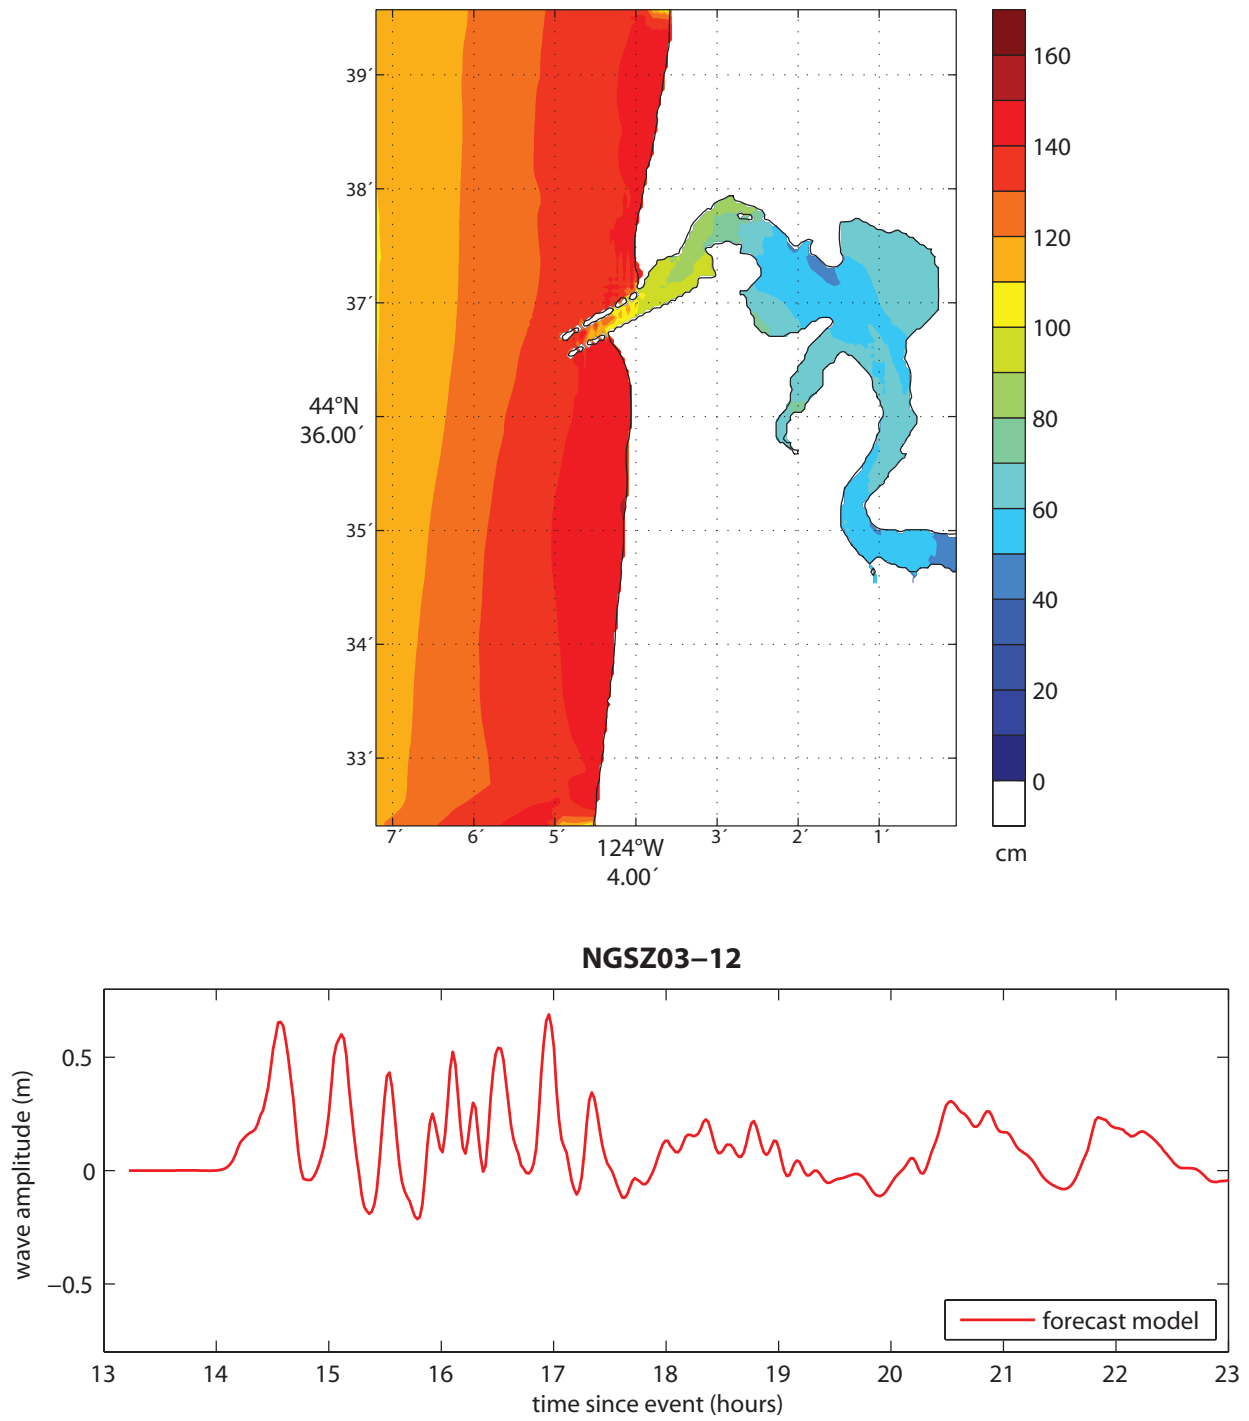 39´
38´
37´
44°N
36.00´
35´
34´
33´
7´ 6´ 5´ 3´ 2´ 1´
124°W
4.00´
160
140
120
100
80
60
40
20
0
cm
NGSZ03−12
wave amplitude (m)
0.5
0
−0.5
forecast model
13 14 15 16 17 18 19 20 21 22 23
time since event (hours)